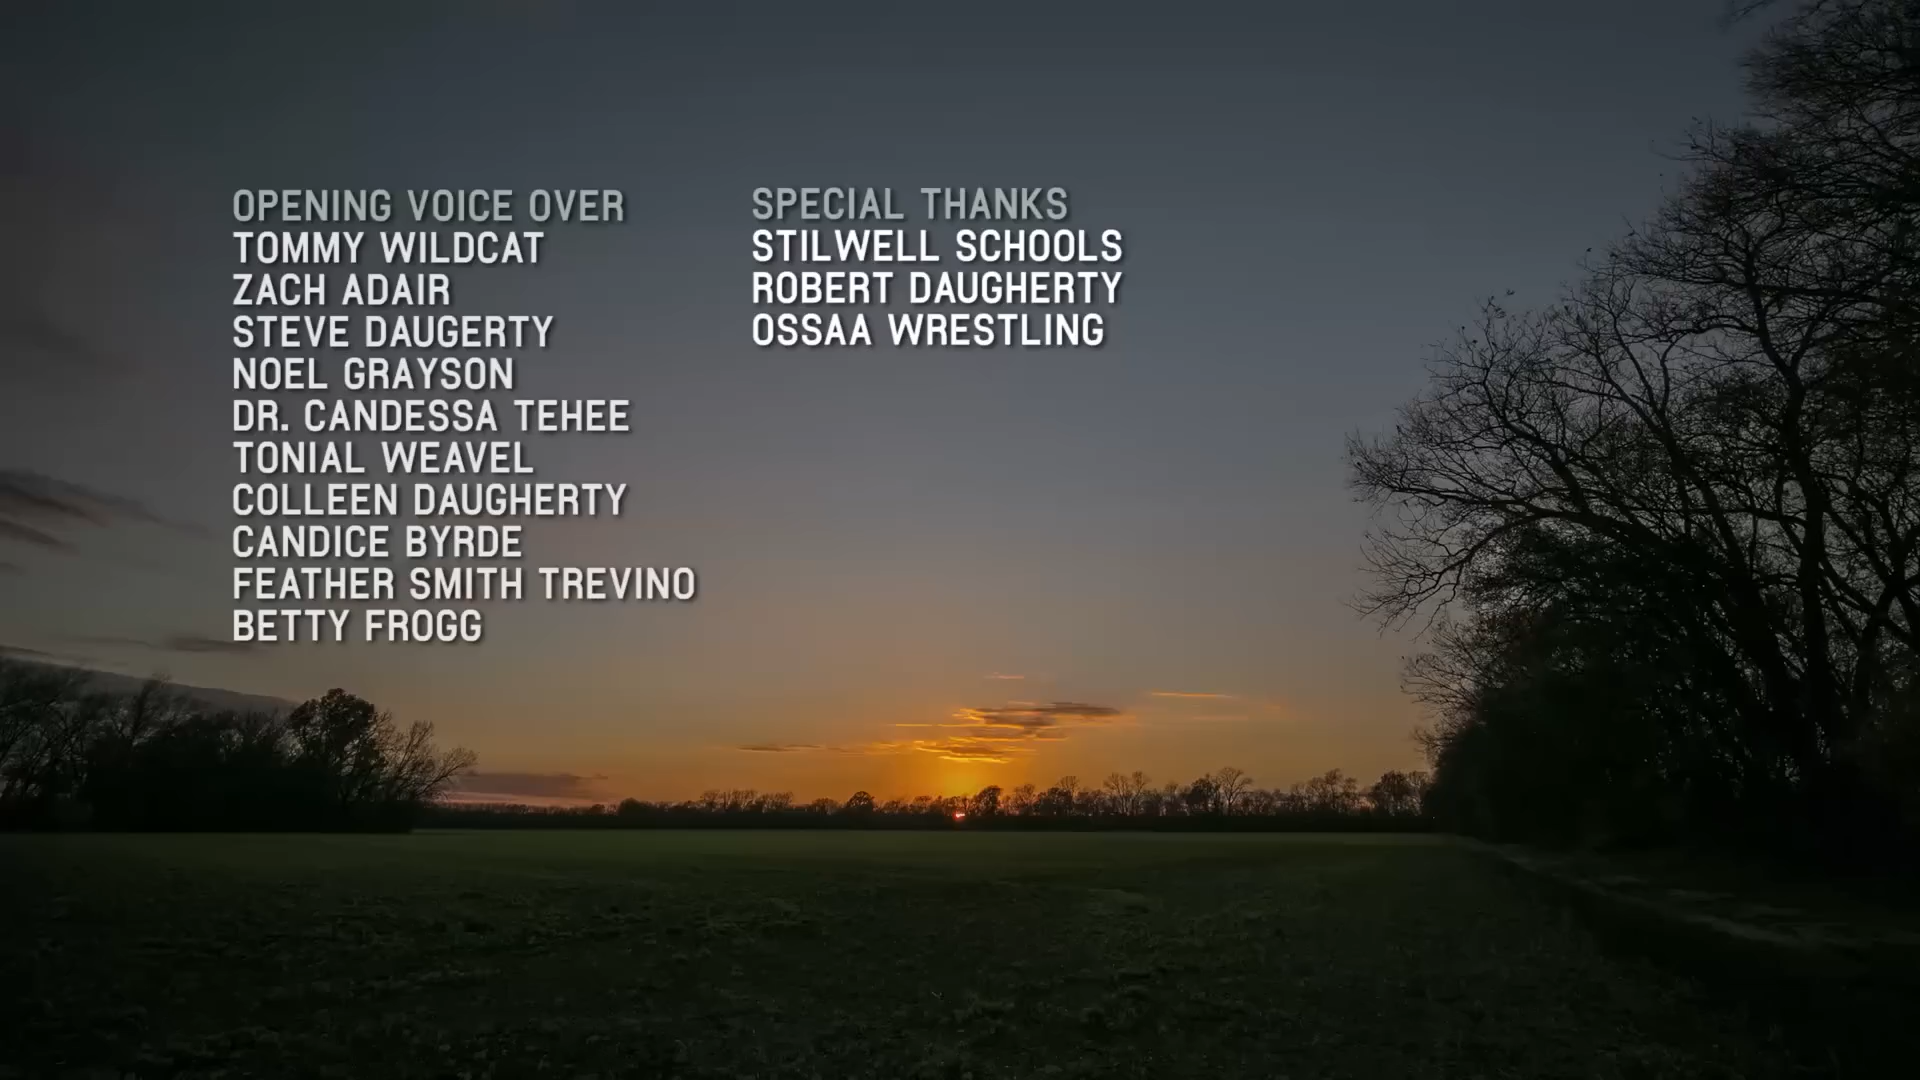 OPENING VOICE OVER
TOMMY WILDCAT
ZACH ADAIR
STEVE DAUGERTY
NOEL GRAYSON
DR. CANDESSA TEHEE
TONIAL WEAVEL
COLLEEN DAUGHERTY
CANDICE BYRDE
FEATHER SMITH TREVINO
BETTY FROGG
SPECIAL THANKS
STILWELL SCHOOLS
ROBERT DAUGHERTY
OSSAA WRESTLING